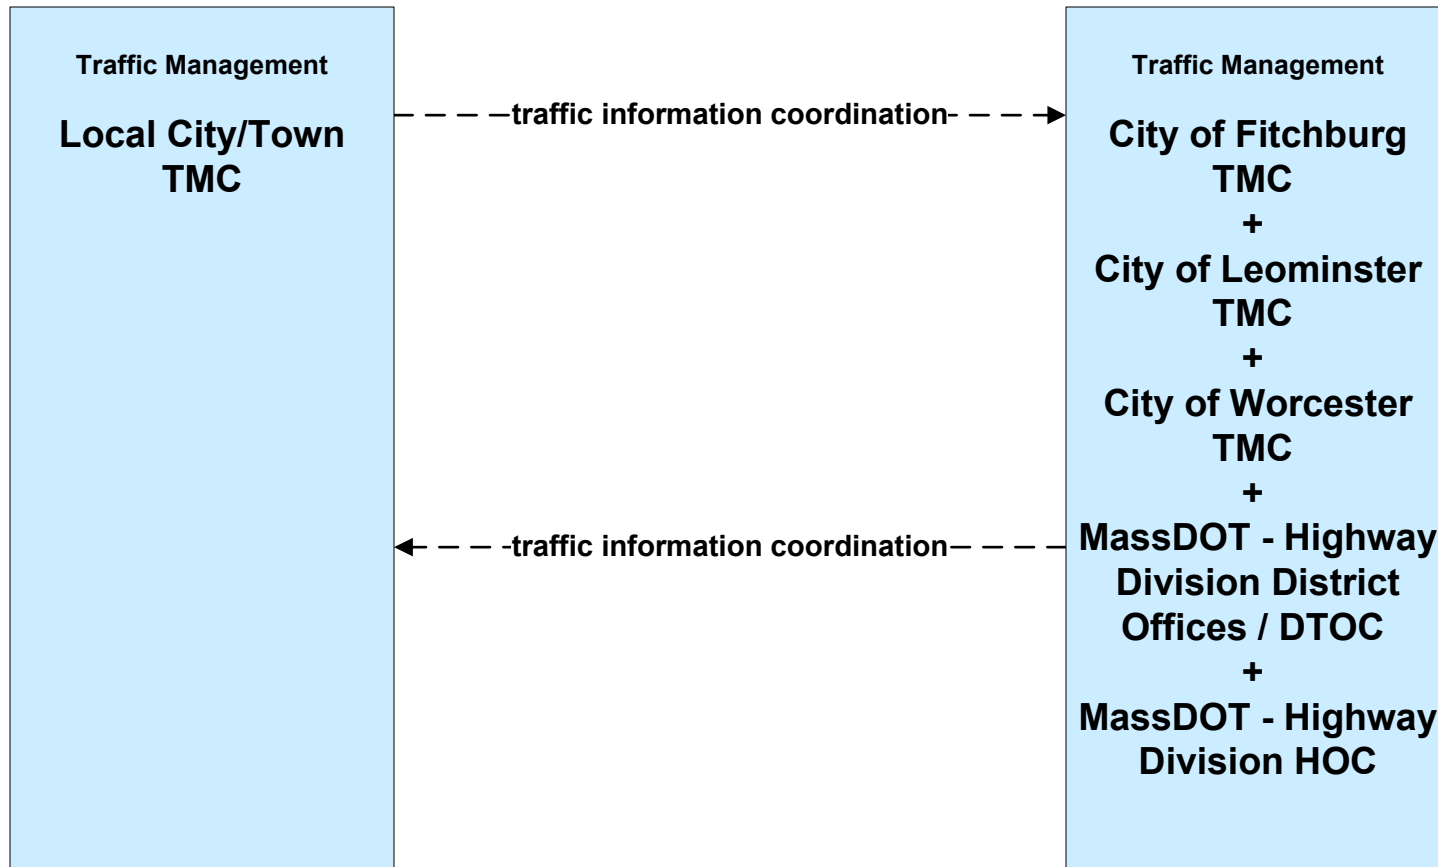 Traffic Management
Local City/Town
TMC
traffic information coordination
traffic information coordination
Traffic Management
City of Fitchburg
TMC
+
City of Leominster
TMC
+
City of Worcester
TMC
+
MassDOT - Highway
Division District
Offices / DTOC
+
MassDOT - Highway
Division HOC